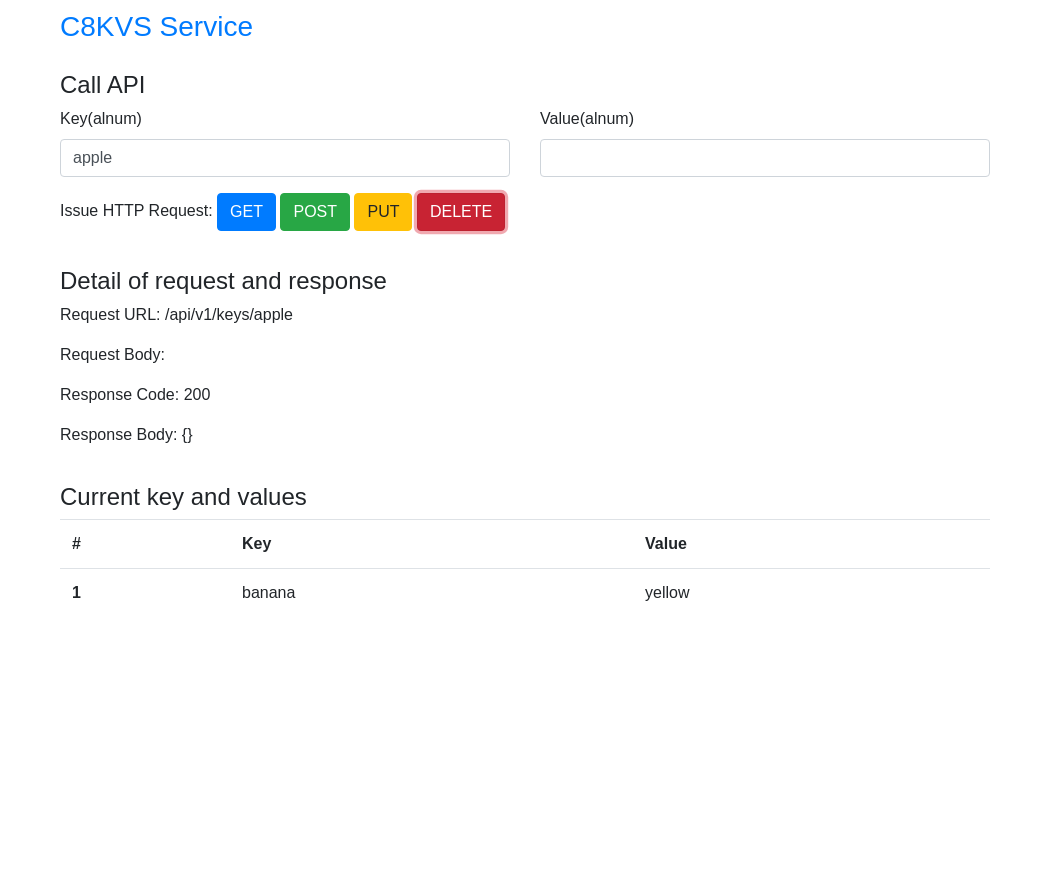 C8KVS Service
Call API
Key(alnum) Value(alnum)
apple
Issue HTTP Request: GET POST PUT DELETE
Detail of request and response
Request URL: /api/v1/keys/apple
Request Body:
Response Code: 200
Response Body: {}
Current key and values
# Key Value
1 banana yellow